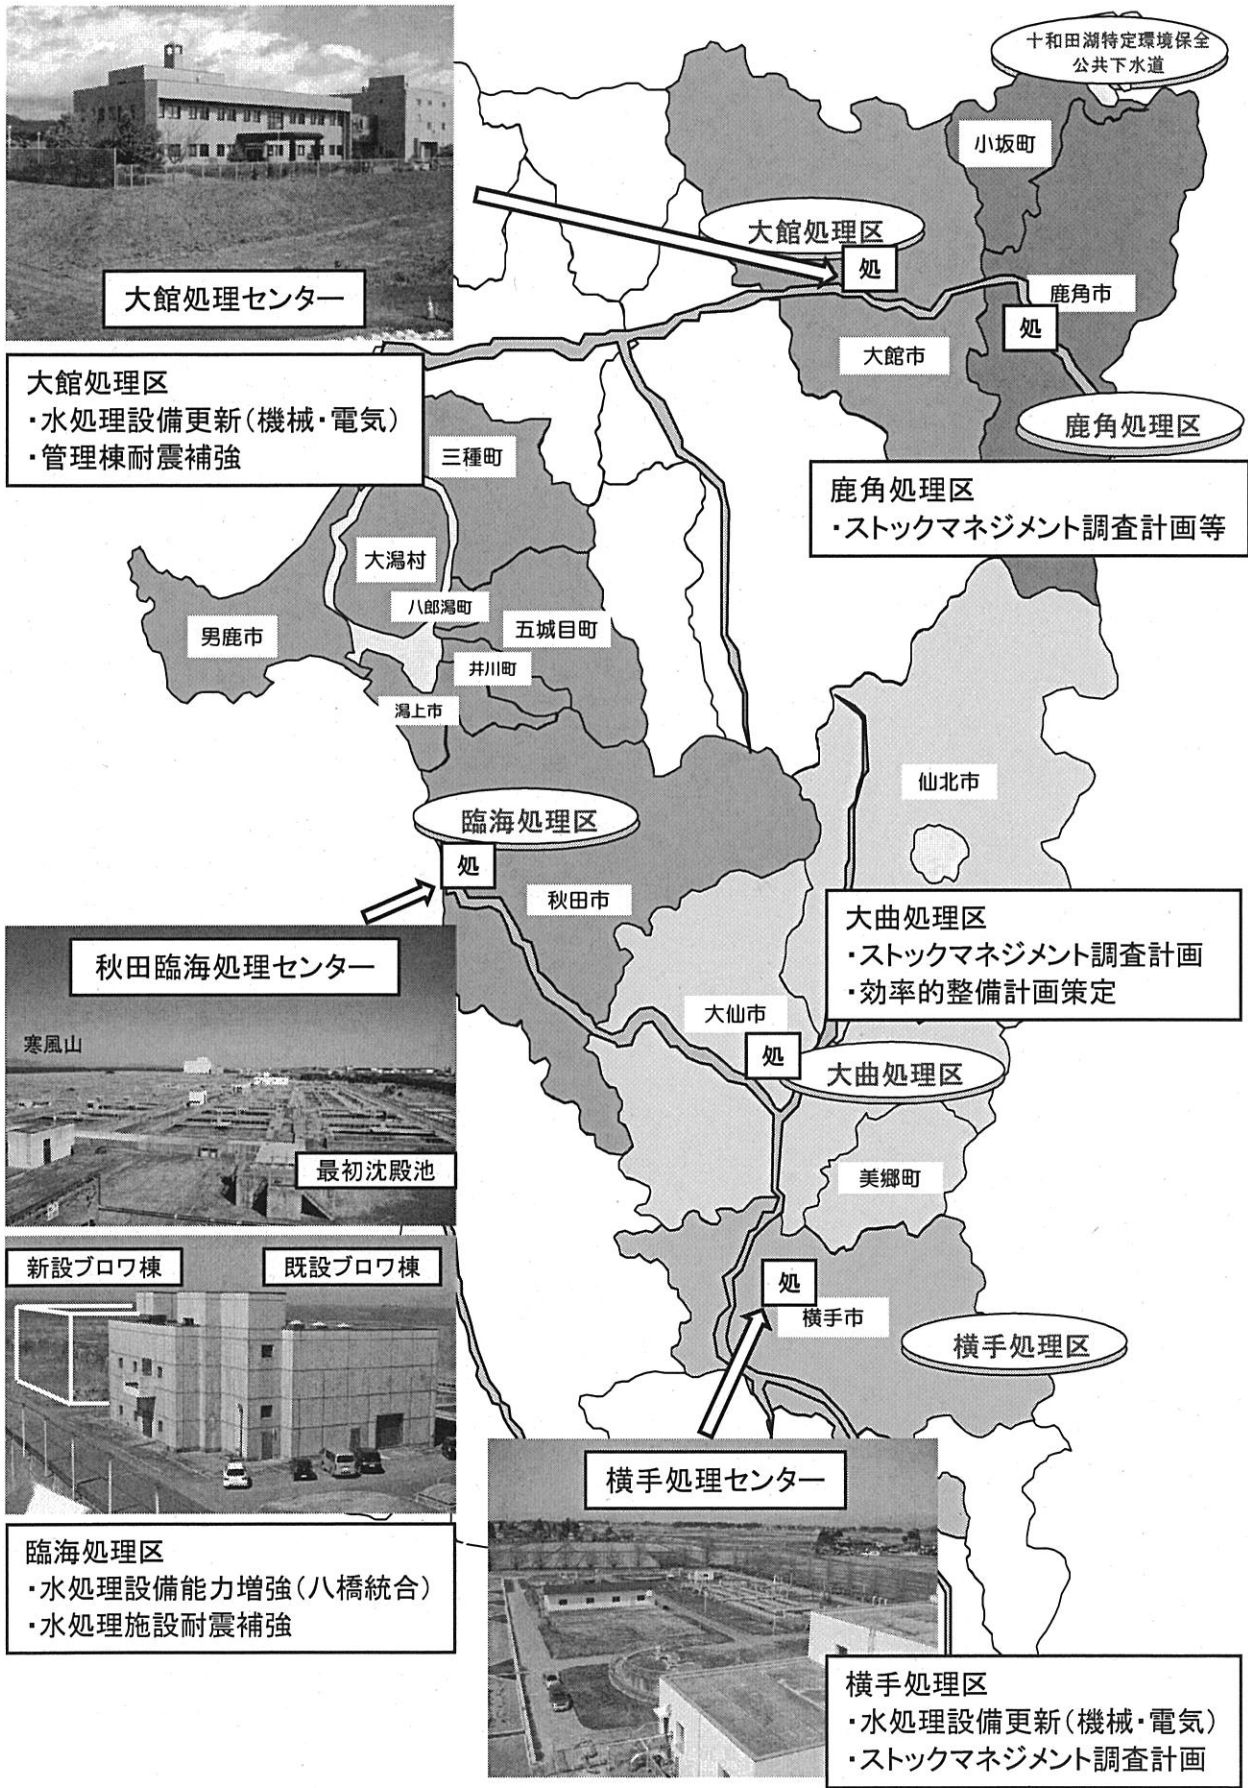 十和田湖特定環境保全
公共下水道
小坂町
大館処理区
処
鹿角市
処
大館市
鹿角処理区
大館処理センター
大館処理区
・水処理設備更新(機械・電気)
・管理棟耐震補強
鹿角処理区
・ストックマネジメント調査計画等
三種町
大潟村
八郎潟町
五城目町
男鹿市
井川町
潟上市
仙北市
臨海処理区
処
秋田市
大曲処理区
・ストックマネジメント調査計画
・効率的整備計画策定
秋田臨海処理センター
寒風山
最初沈殿池
大仙市
処
大曲処理区
美郷町
新設ブロワ棟
既設ブロワ棟
処
横手市
横手処理区
横手処理センター
臨海処理区
・水処理設備能力増強(八橋統合)
・水処理施設耐震補強
横手処理区
・水処理設備更新(機械・電気)
・ストックマネジメント調査計画